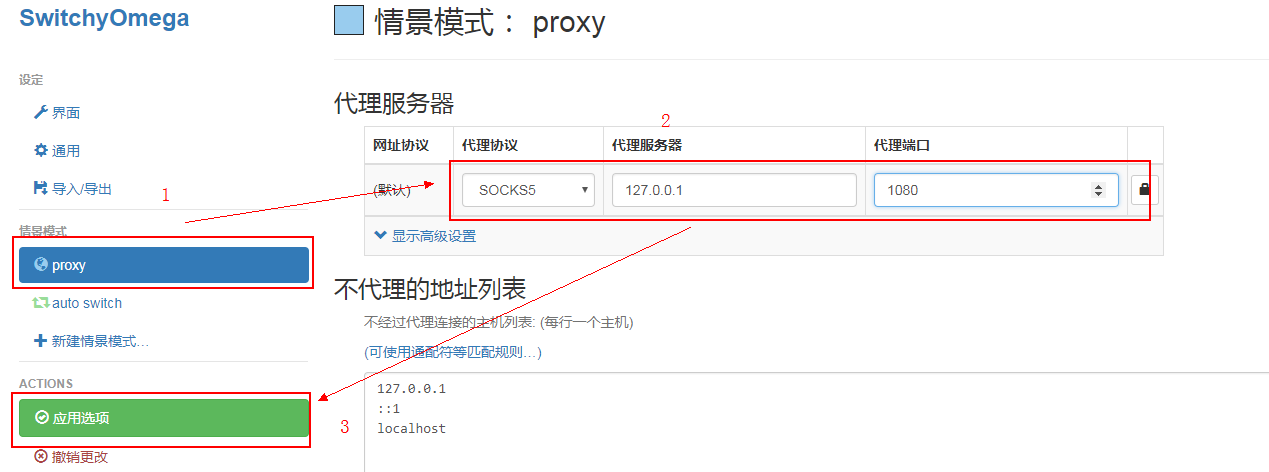 SwitchyOmega
设定
界面
通用
导入/导出
情景模式
proxy
auto switch
新建情景模式...
ACTIONS
应用选项
撤销更改
情景模式： proxy
代理服务器
网址协议 代理协议 代理服务器 代理端口
(默认) SOCKS5 127.0.0.1 1080
显示高级设置
不代理的地址列表
不经过代理连接的主机列表: (每行一个主机)
(可使用通配符等匹配规则...)
127.0.0.1
::1
localhost
1
2
3